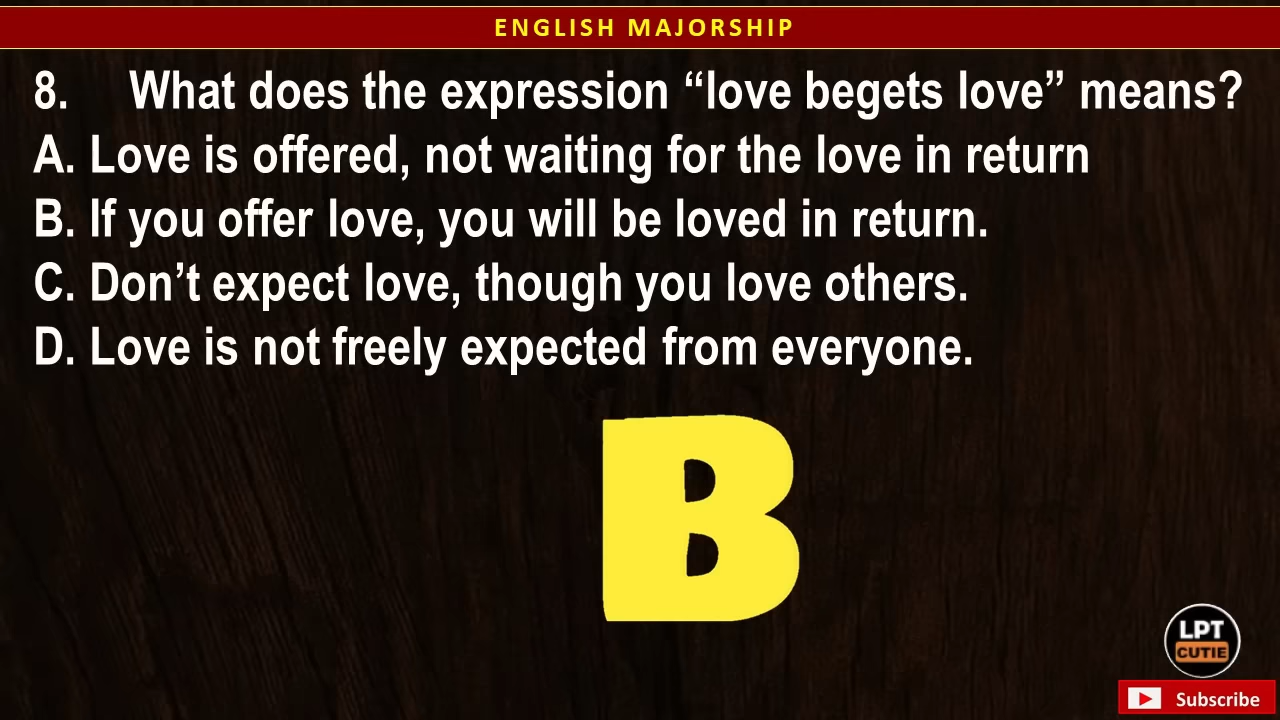 ENGLISH MAJORSHIP
8. What does the expression “love begets love” means?
A. Love is offered, not waiting for the love in return
B. If you offer love, you will be loved in return.
C. Don’t expect love, though you love others.
D. Love is not freely expected from everyone.
B
LPT
CUTIE
Subscribe